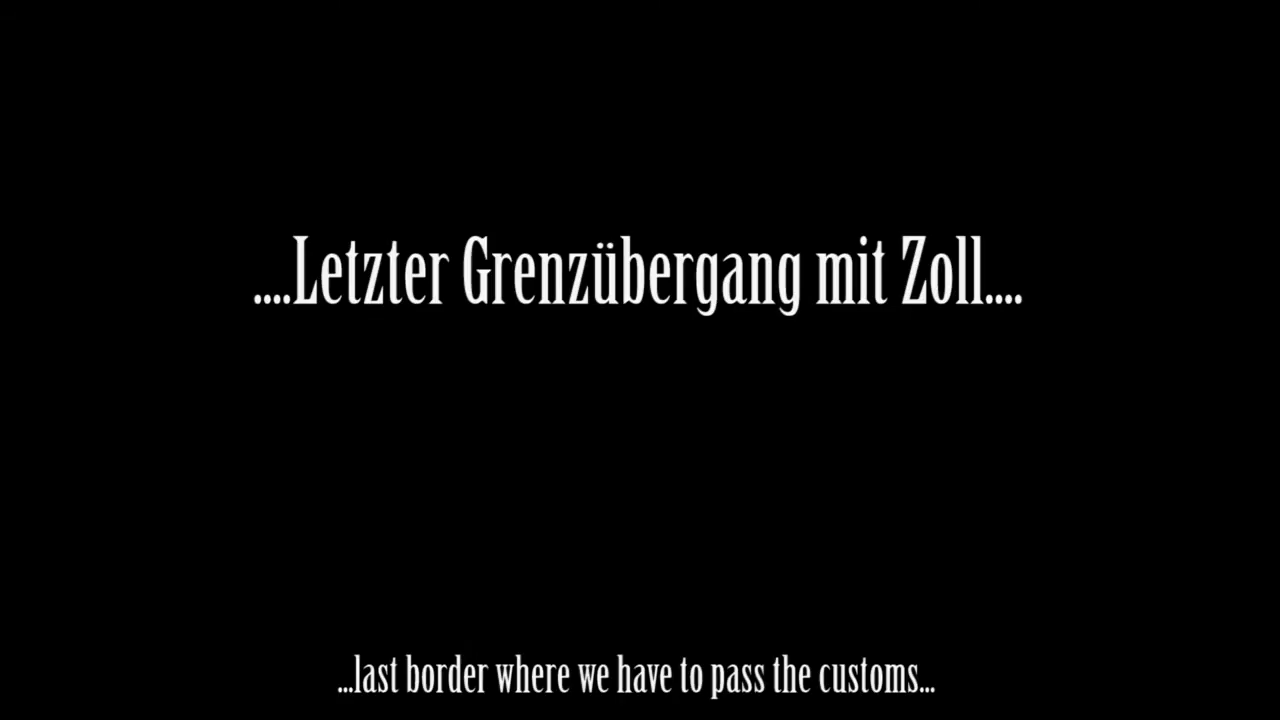 ....Letzter Grenzübergang mit Zoll....
...last border where we have to pass the customs...